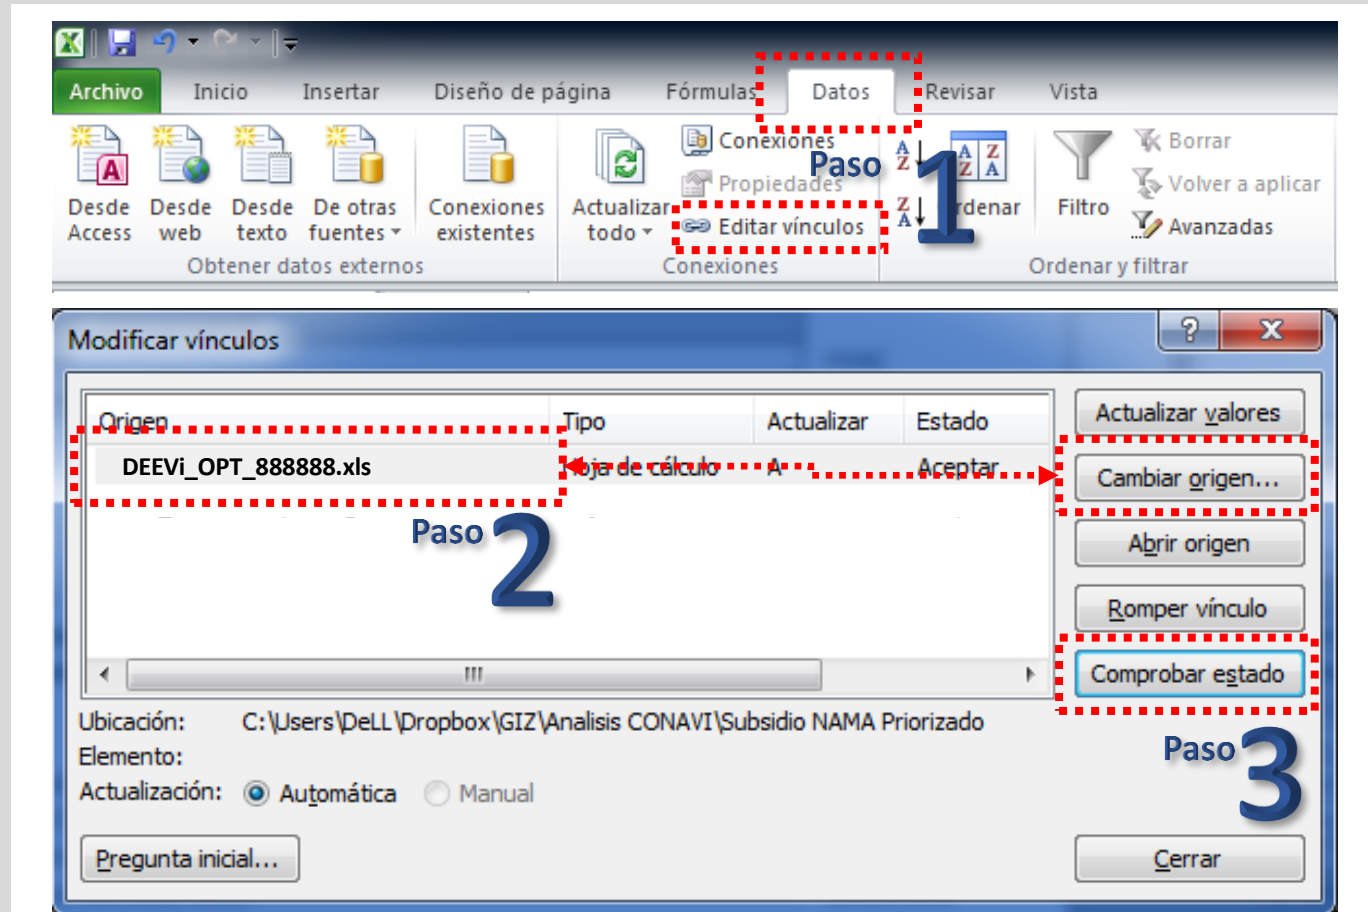 Archivo Inicio Insertar Diseño de página Fórmulas Datos Revisar Vista
Desde Access
Desde web
Desde texto
De otras fuentes
Conexiones existentes
Obtener datos externos
Actualizar todo
Conexiones
Propiedades
Editar vínculos
Conexiones
Paso 1
Ordenar
Filtro
Borrar
Volver a aplicar
Avanzadas
Ordenar y filtrar
Modificar vínculos
Origen Tipo Actualizar Estado
DEEVi_OPT_888888.xls Hoja de cálculo A Aceptar
Paso 2
Actualizar valores
Cambiar origen...
Abrir origen
Romper vínculo
Comprobar estado
Paso 3
Ubicación: C:\Users\DeLL\Dropbox\GIZ\Analisis CONAVI\Subsidio NAMA Priorizado
Elemento:
Actualización: Automática Manual
Pregunta inicial...
Cerrar